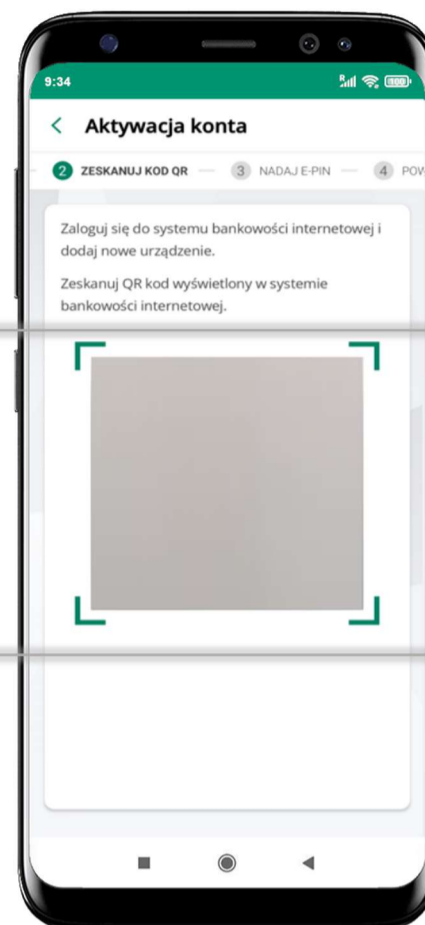 9:34
Aktywacja konta
2 ZESKANUJ KOD QR 3 NADAJ E-PIN 4
Zaloguj się do systemu bankowości internetowej i
dodaj nowe urządzenie.
Zeskanuj QR kod wyświetlony w systemie
bankowości internetowej.